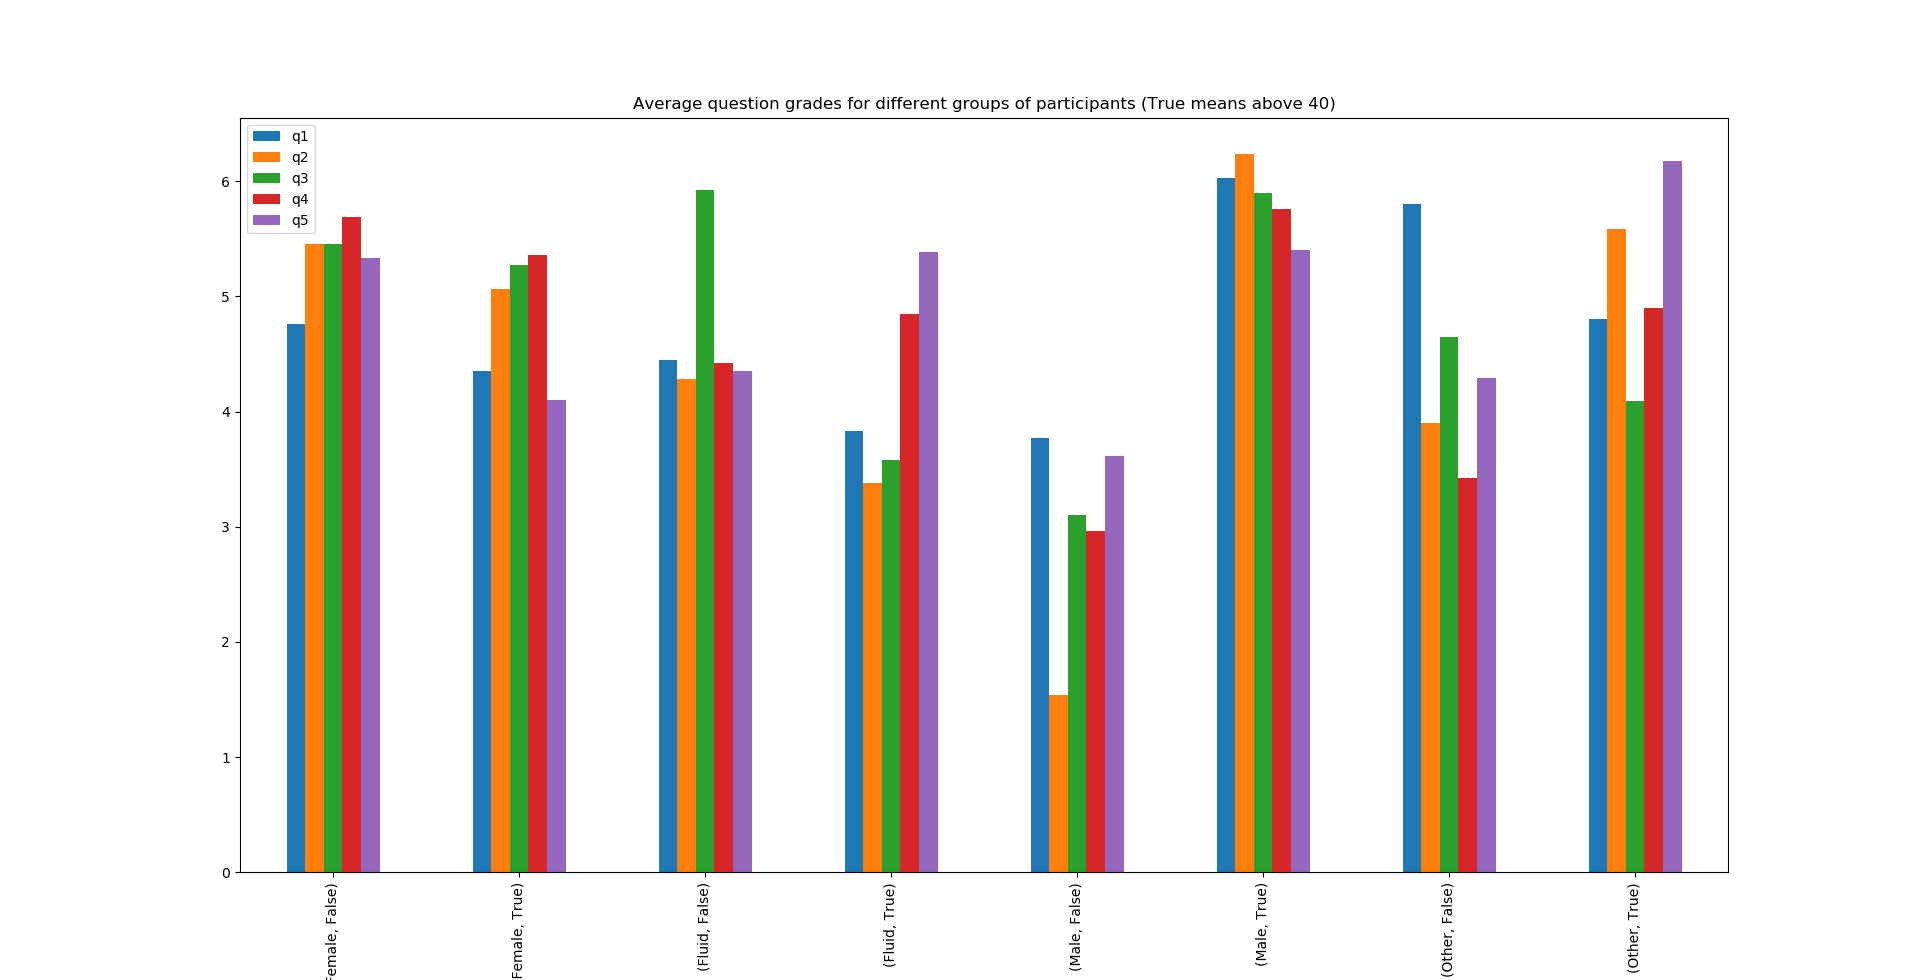 Average question grades for different groups of participants (True means above 40)
q1
q2
q3
q4
q5
6
5
4
3
2
1
0
Female, False)
Female, True)
(Fluid, False)
(Fluid, True)
(Male, False)
(Male, True)
(Other, False)
(Other, True)